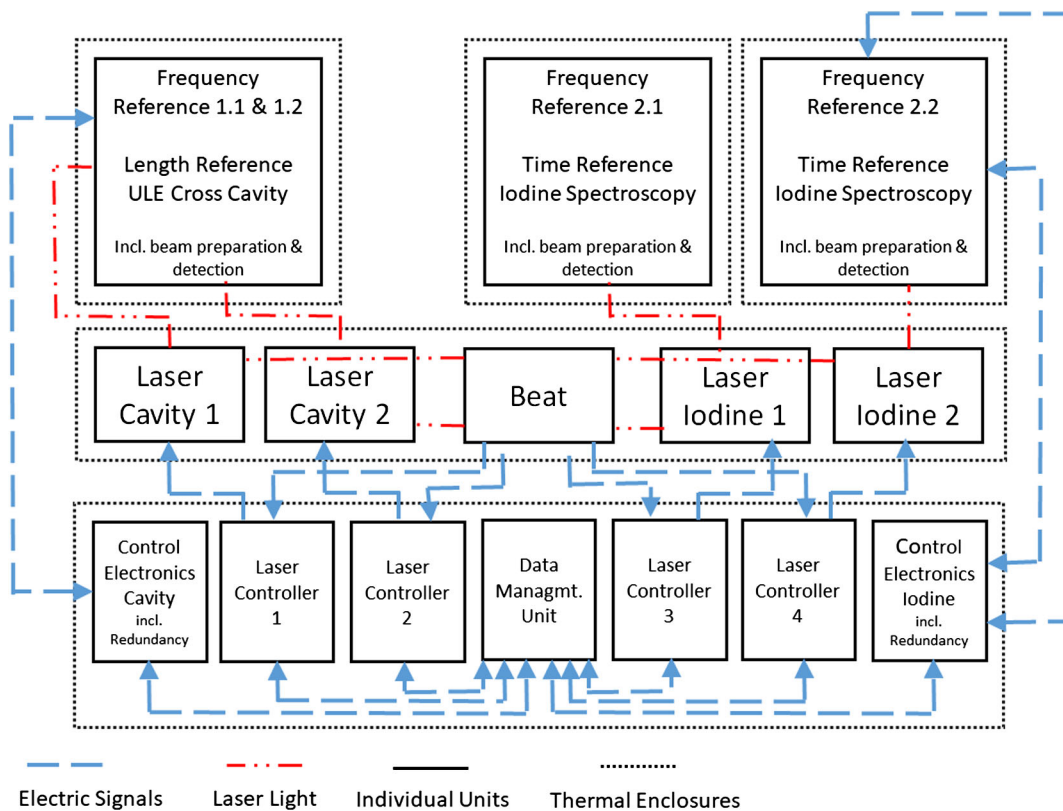 Frequency
Reference 1.1 & 1.2
Length Reference
ULE Cross Cavity
Incl. beam preparation &
detection
Frequency
Reference 2.1
Time Reference
Iodine Spectroscopy
Incl. beam preparation &
detection
Frequency
Reference 2.2
Time Reference
Iodine Spectroscopy
Incl. beam preparation &
detection
Laser
Cavity 1
Laser
Cavity 2
Beat
Laser
Iodine 1
Laser
Iodine 2
Control
Electronics
Cavity
incl.
Redundancy
Laser
Controller
1
Laser
Controller
2
Data
Managmt.
Unit
Laser
Controller
3
Laser
Controller
4
Control
Electronics
Iodine
incl.
Redundancy
Electric Signals
Laser Light
Individual Units
Thermal Enclosures